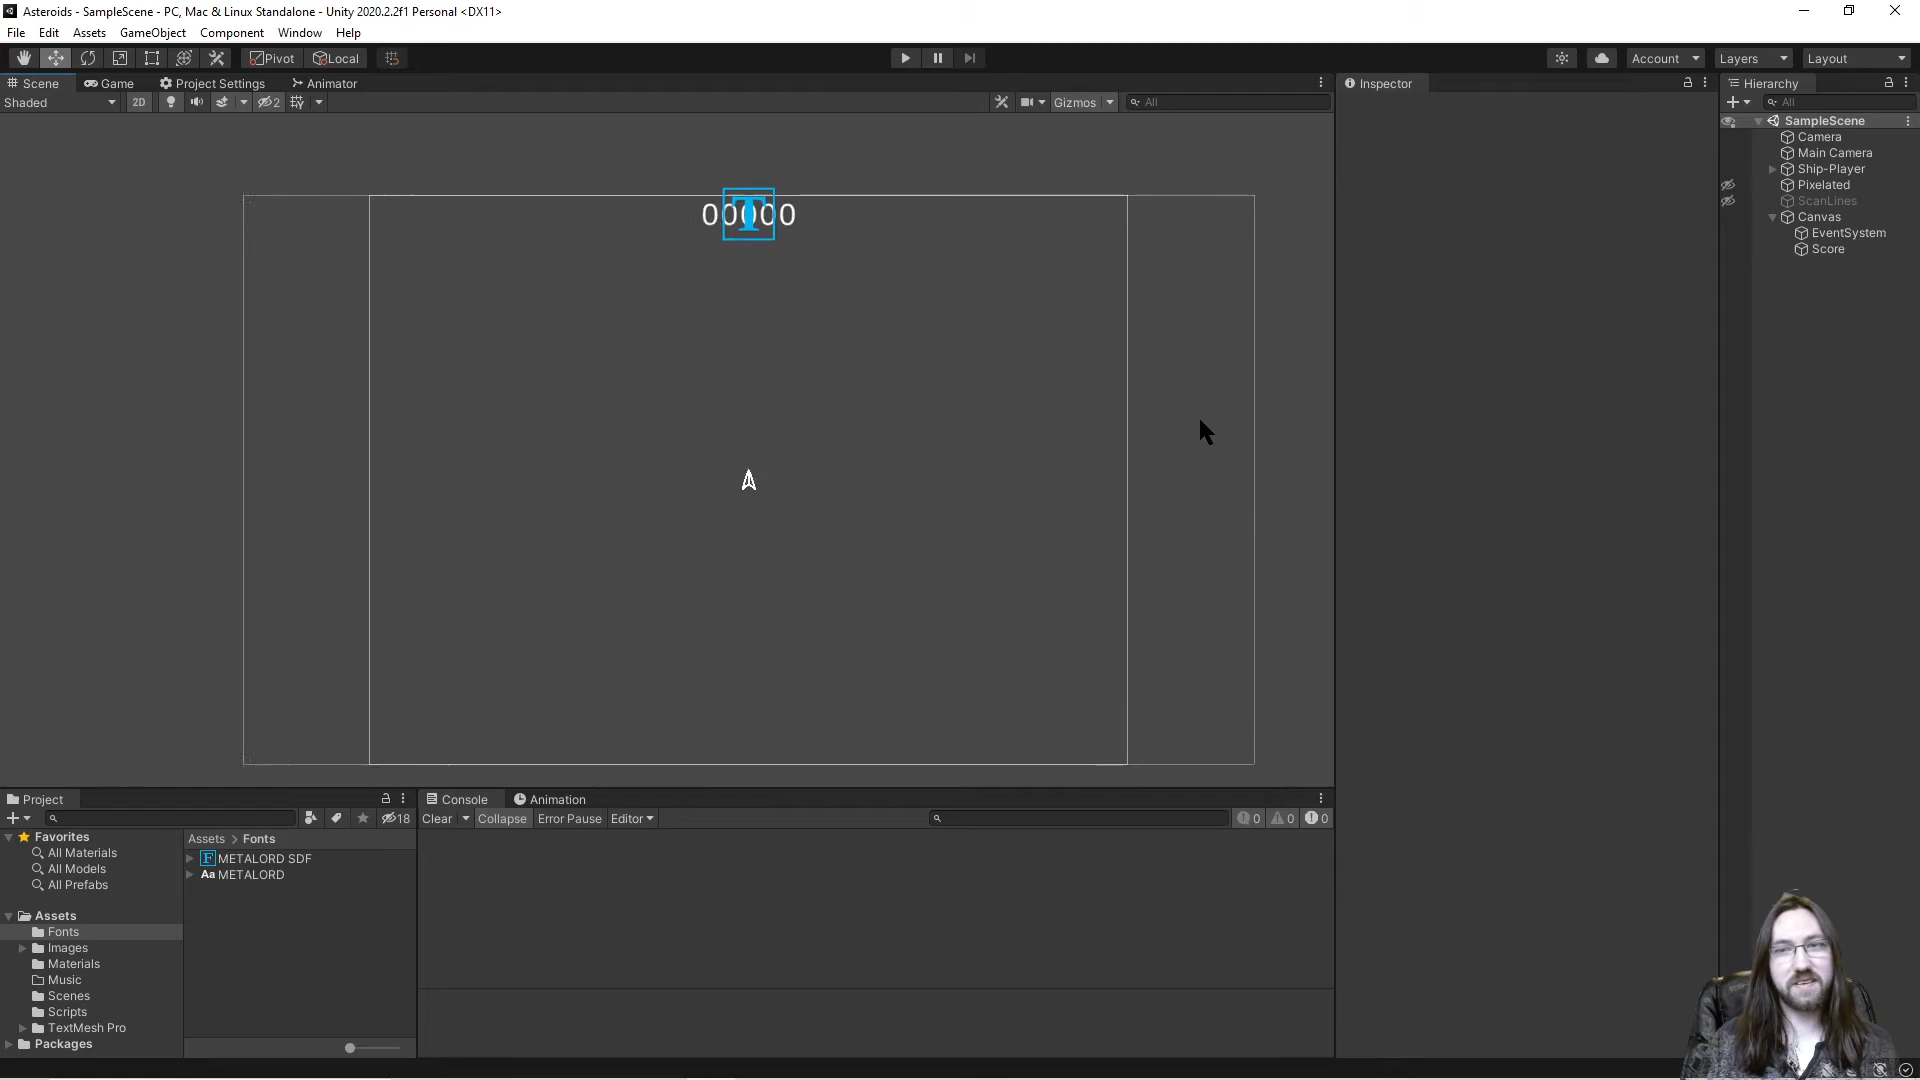 Asteroids - SampleScene - PC, Mac & Linux Standalone - Unity 2020.2.2f1 Personal <DX11>
File Edit Assets GameObject Component Window Help
Pivot Local Account Layers Layout
Scene Game Project Settings Animator Inspector Hierarchy
Shaded 2D 2 Gizmos All All
SampleScene
Camera
Main Camera
Ship-Player
Pixelated
ScanLines
Canvas
EventSystem
Score
00000
T
Project Console Animation
18 Clear Collapse Error Pause Editor 0 0 0
Favorites
All Materials
All Models
All Prefabs
Assets
Fonts
Images
Materials
Music
Scenes
Scripts
TextMesh Pro
Packages
Assets > Fonts
F METALORD SDF
Aa METALORD